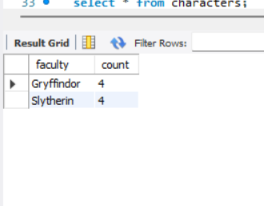 33 select * from characters;
Result Grid Filter Rows:
faculty count
Gryffindor 4
Slytherin 4